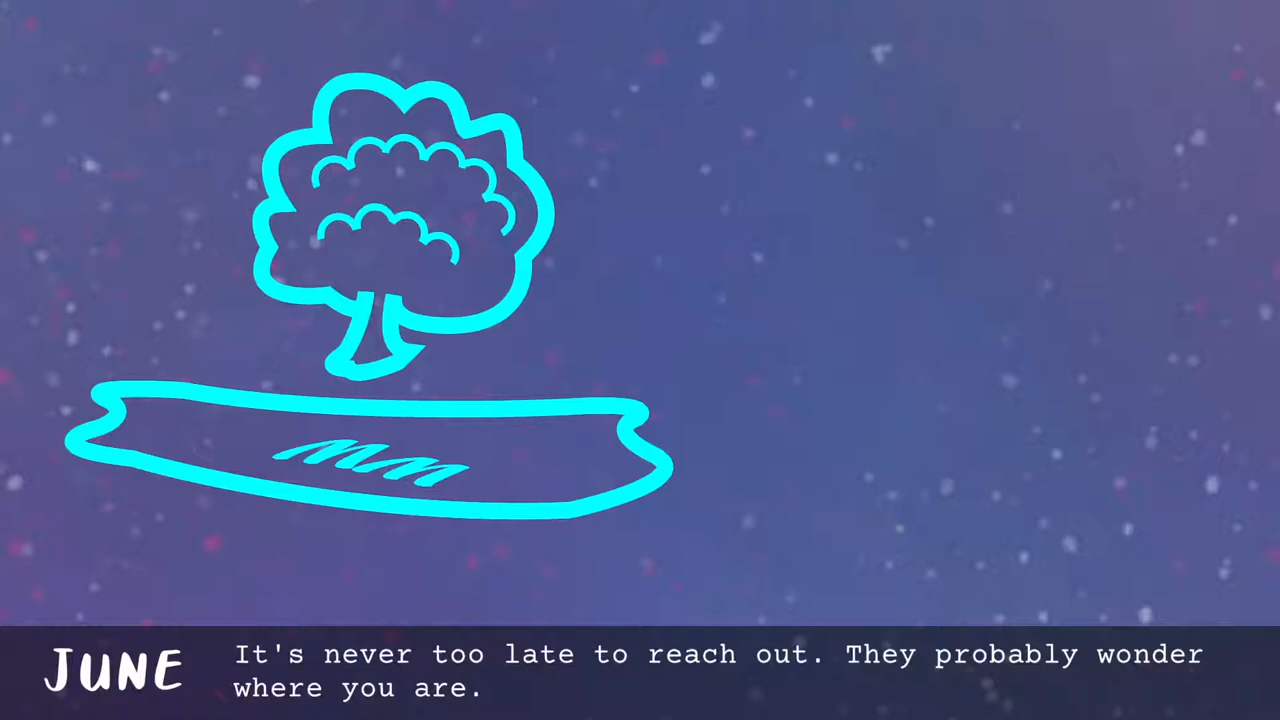 JUNE
It's never too late to reach out. They probably wonder
where you are.